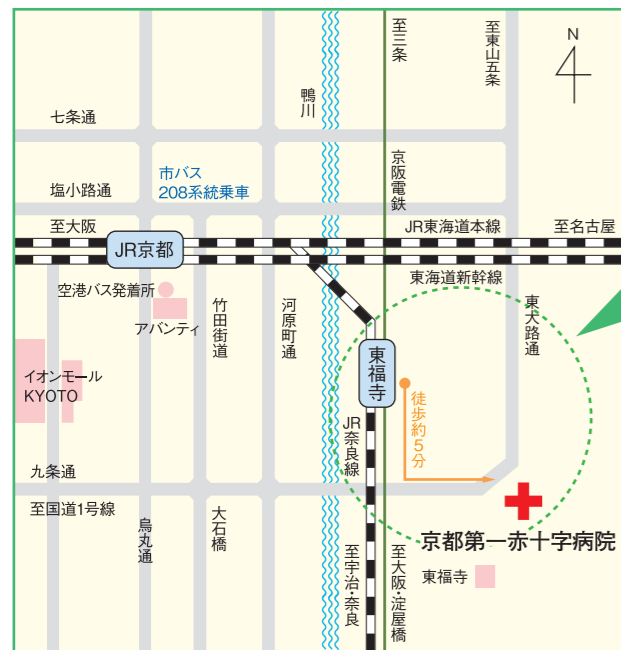 至三条
至東山五条
N
鴨川
七条通
京阪電鉄
市バス
208系統乗車
塩小路通
至大阪
JR東海道本線
至名古屋
JR京都
東海道新幹線
空港バス発着所
アバンティ
竹田街道
河原町通
東大路通
東福寺
イオンモール
KYOTO
徒歩約5分
JR奈良線
九条通
至国道1号線
烏丸通
大石橋
京都第一赤十字病院
至宇治・奈良
至大阪・淀屋橋
東福寺